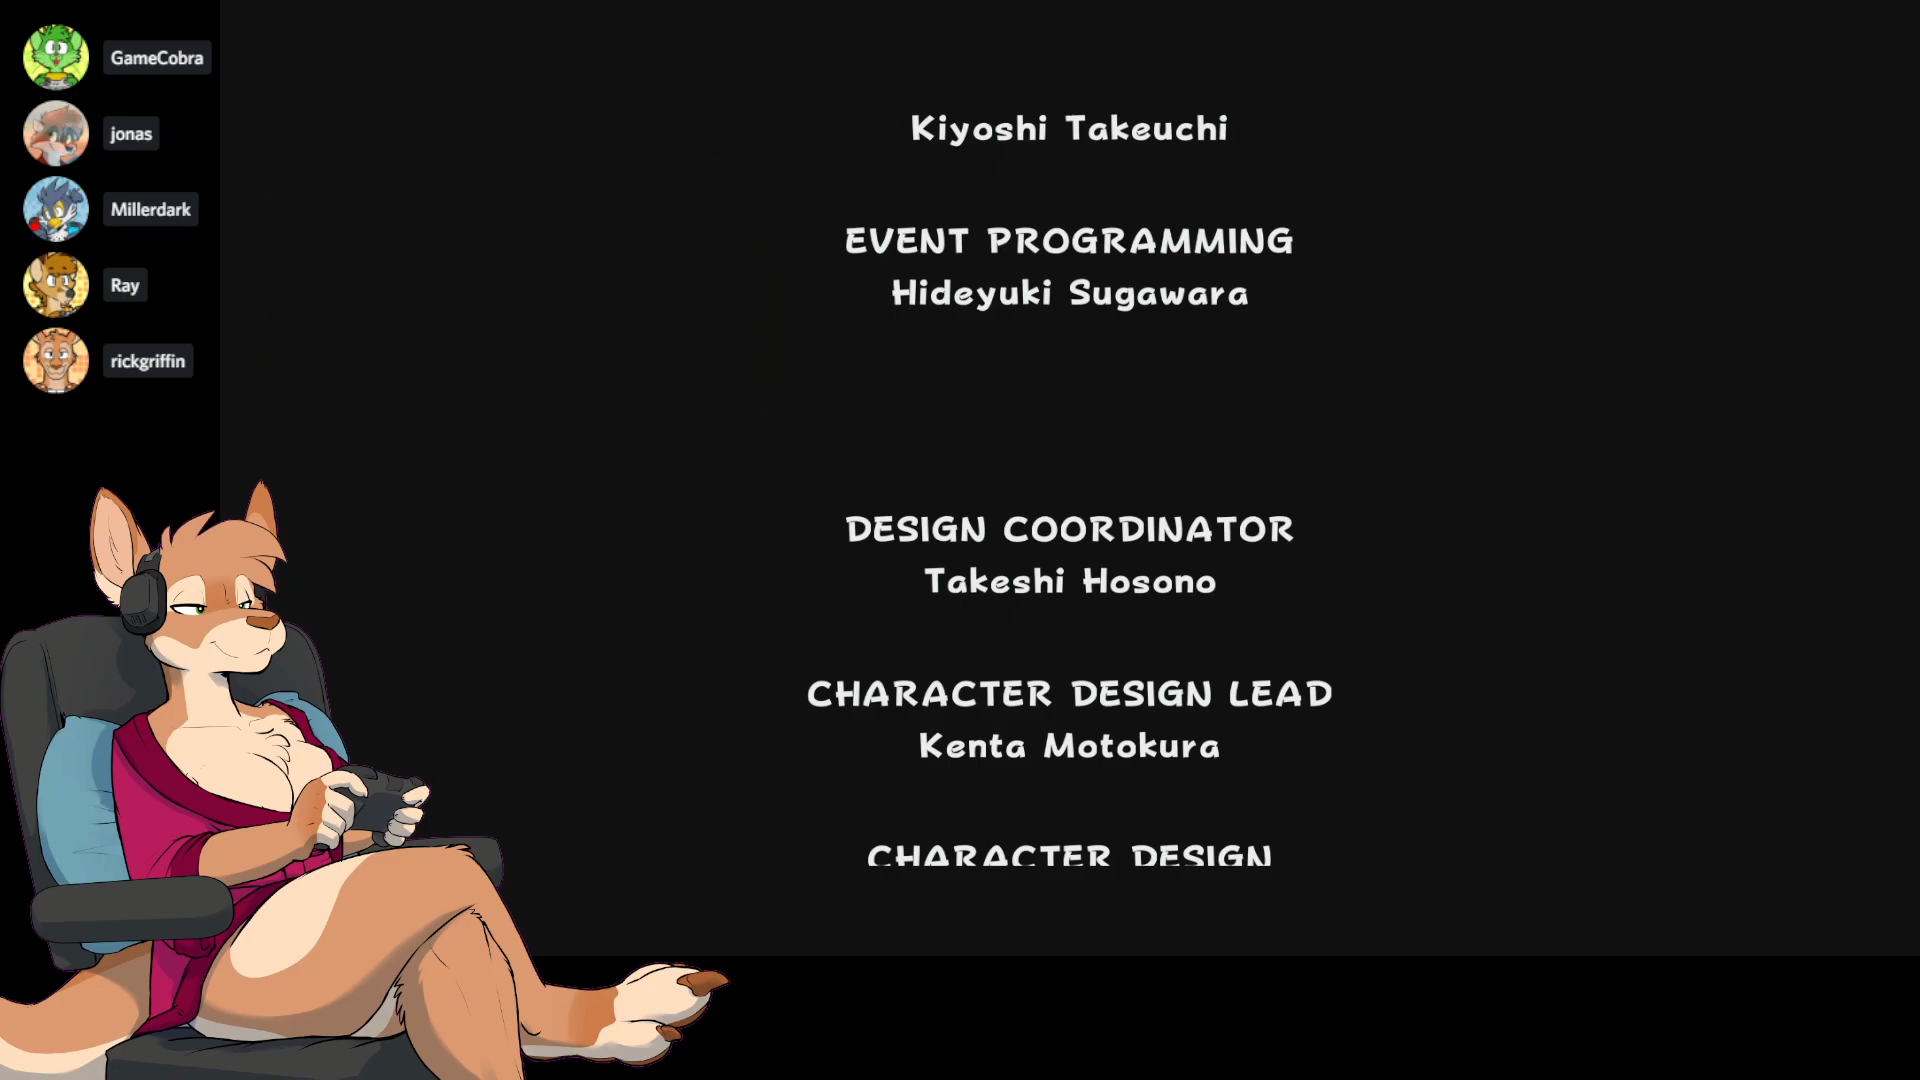 GameCobra
jonas
Millerdark
Ray
rickgriffin
Kiyoshi Takeuchi
EVENT PROGRAMMING
Hideyuki Sugawara
DESIGN COORDINATOR
Takeshi Hosono
CHARACTER DESIGN LEAD
Kenta Motokura
CHARACTER DESIGN